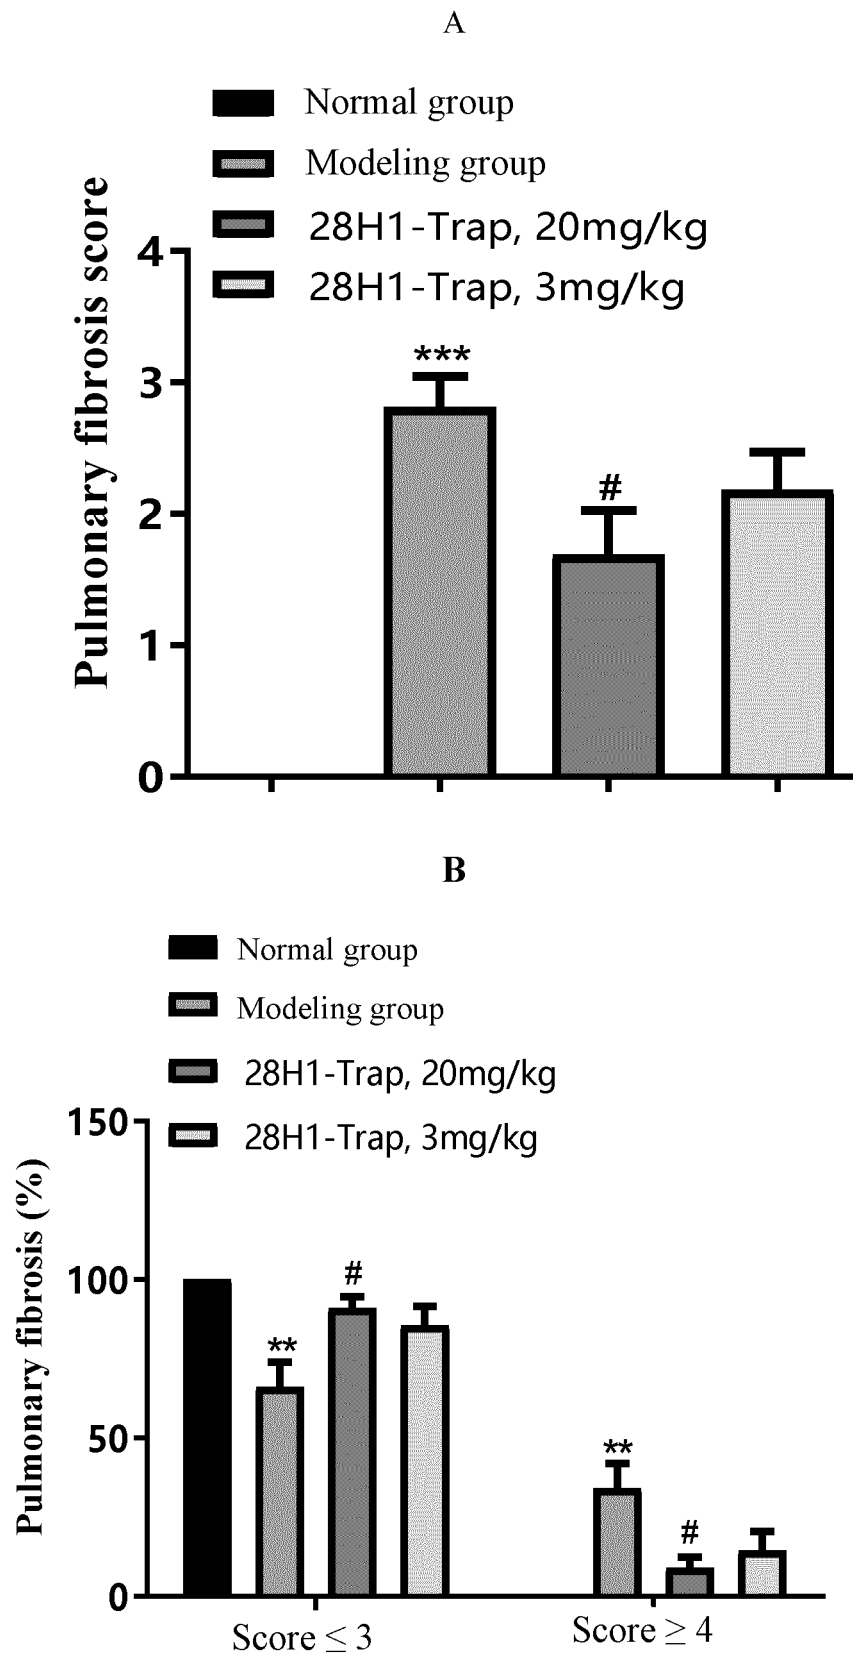 A
Normal group
Modeling group
28H1-Trap, 20mg/kg
28H1-Trap, 3mg/kg
Pulmonary fibrosis score
4
3
2
1
0
***
#
B
Normal group
Modeling group
28H1-Trap, 20mg/kg
28H1-Trap, 3mg/kg
Pulmonary fibrosis (%)
150
100
50
0
**
#
**
#
Score ≤ 3
Score ≥ 4